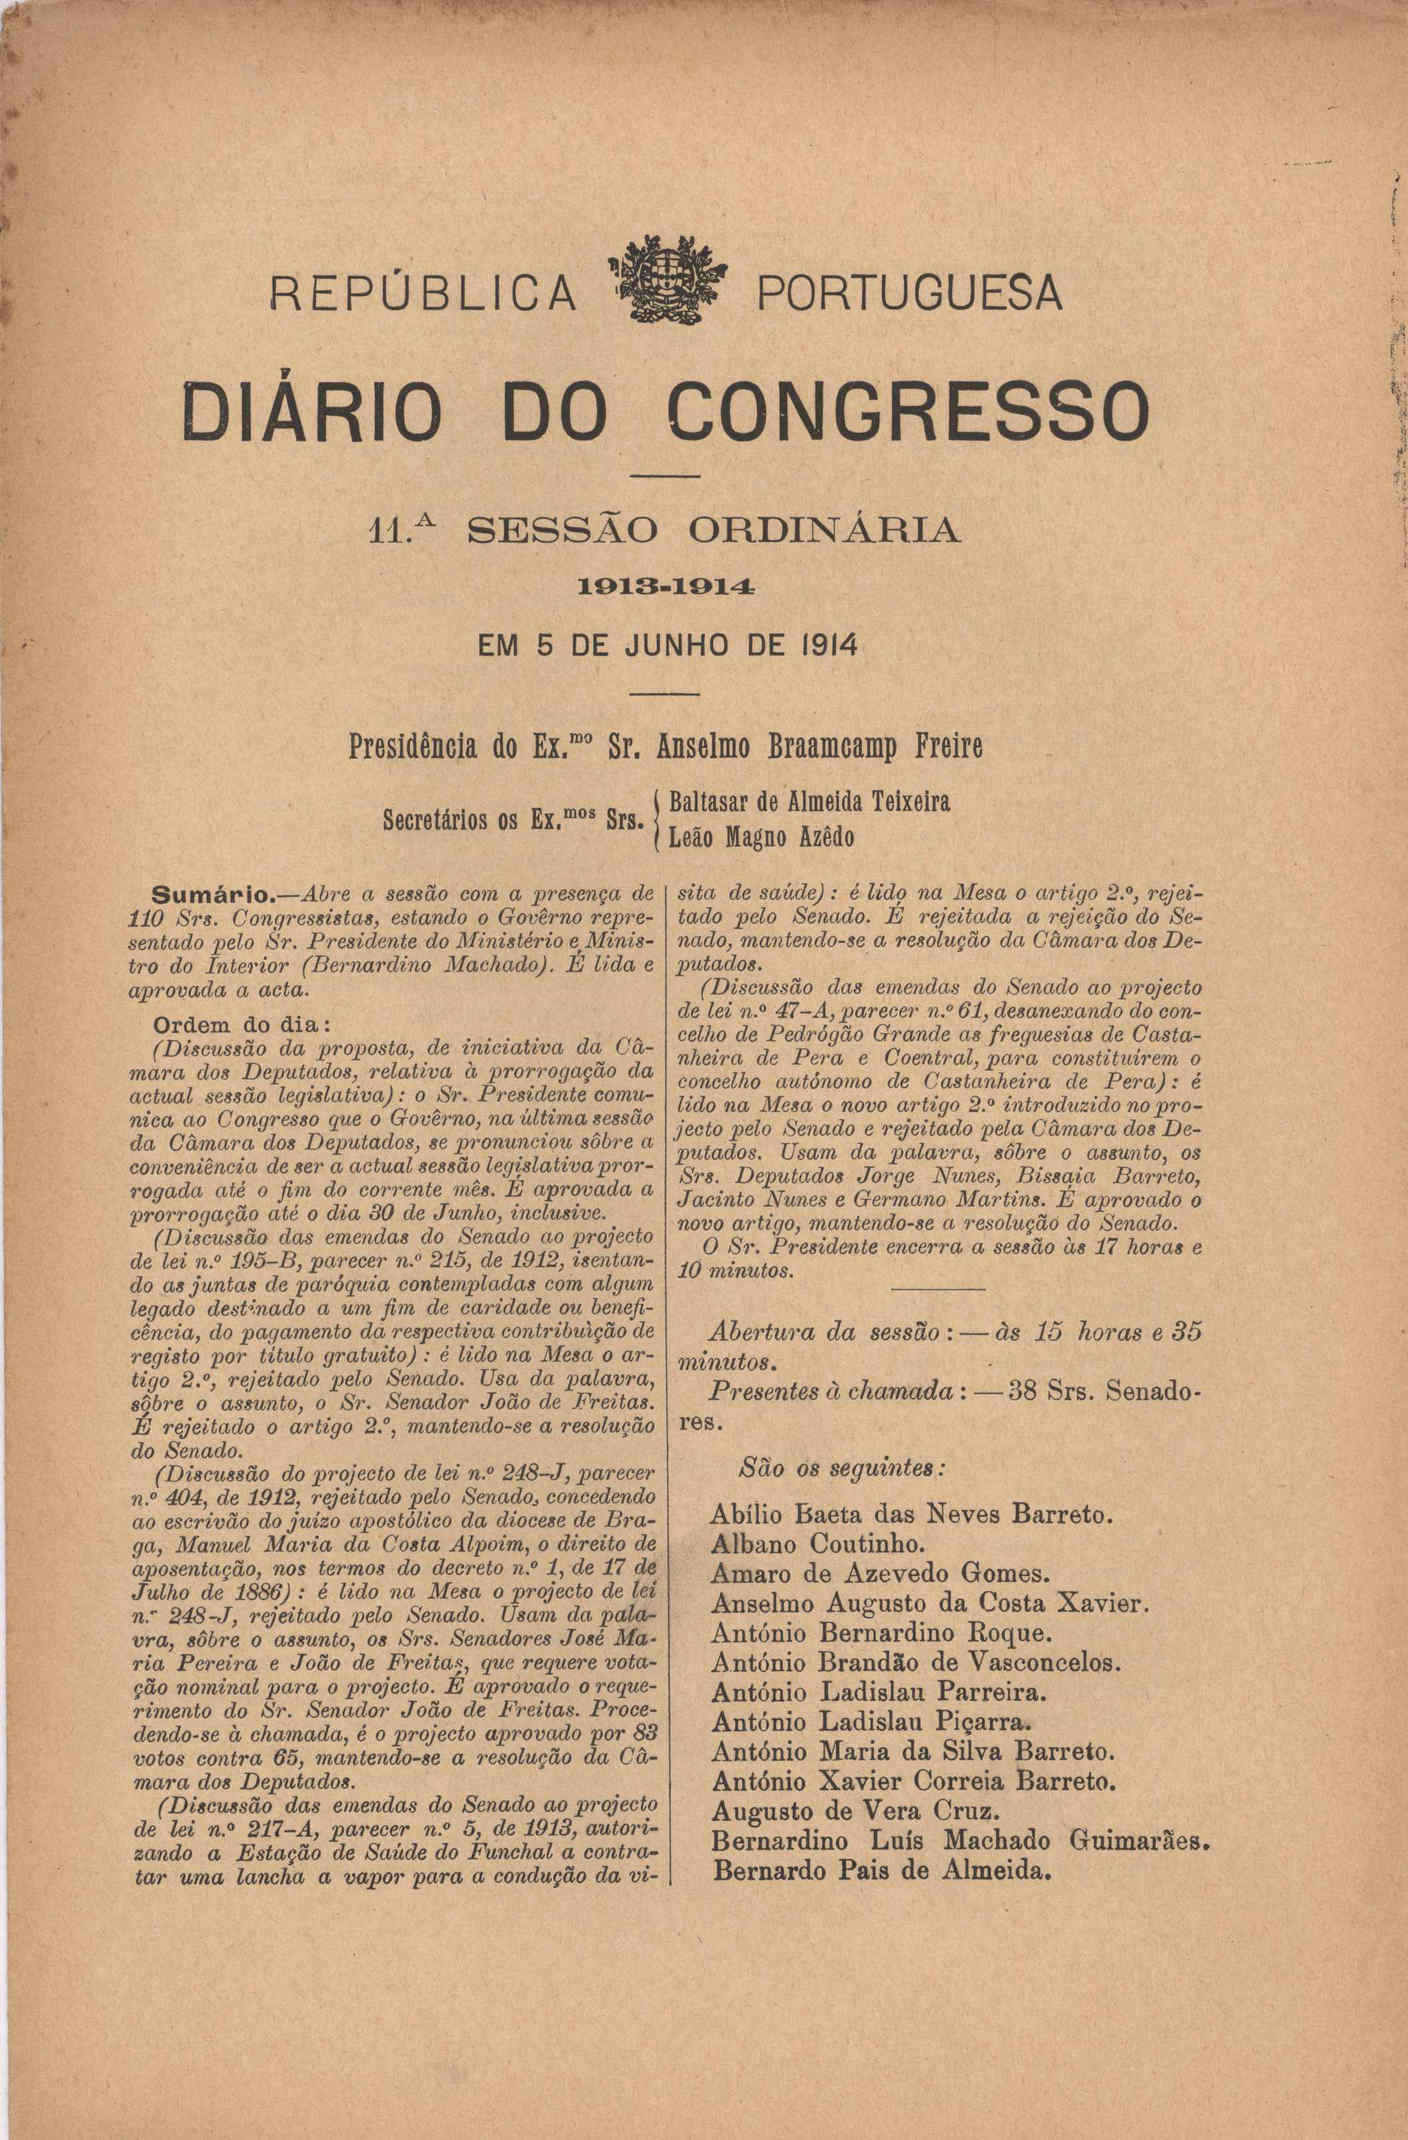 REPÚBLICA PORTUGUESA
DIÁRIO DO CONGRESSO
11.ª SESSÃO ORDINÁRIA
1913-1914
EM 5 DE JUNHO DE 1914
Presidência do Ex.mo Sr. Anselmo Braamcamp Freire
Secretários os Ex.mos Srs.
Baltasar de Almeida Teixeira
Leão Magno Azêdo
Sumário.—Abre a sessão com a presença de
110 Srs. Congressistas, estando o Govêrno repre-
sentado pelo Sr. Presidente do Ministério e Minis-
tro do Interior (Bernardino Machado). É lida e
aprovada a acta.
Ordem do dia:
(Discussão da proposta, de iniciativa da Câ-
mara dos Deputados, relativa à prorrogação da
actual sessão legislativa): o Sr. Presidente comu-
nica ao Congresso que o Govêrno, na última sessão
da Câmara dos Deputados, se pronunciou sôbre a
conveniência de ser a actual sessão legislativa pror-
rogada até o fim do corrente mês. É aprovada a
prorrogação até o dia 30 de Junho, inclusive.
(Discussão das emendas do Senado ao projecto
de lei n.º 195-B, parecer n.º 215, de 1912, isentan-
do as juntas de paróquia contempladas com algum
legado destinado a um fim de caridade ou benefi-
cência, do pagamento da respectiva contribuìção de
registo por título gratuito): é lido na Mesa o ar-
tigo 2.º, rejeitado pelo Senado. Usa da palavra,
sôbre o assunto, o Sr. Senador João de Freitas.
É rejeitado o artigo 2.º, mantendo-se a resolução
do Senado.
(Discussão do projecto de lei n.º 248-J, parecer
n.º 404, de 1912, rejeitado pelo Senado, concedendo
ao escrivão do juízo apostólico da diocese de Bra-
ga, Manuel Maria da Costa Alpoim, o direito de
aposentação, nos termos do decreto n.º 1, de 17 de
Julho de 1886): é lido na Mesa o projecto de lei
n.º 248-J, rejeitado pelo Senado. Usam da pala-
vra, sôbre o assunto, os Srs. Senadores José Ma-
ria Pereira e João de Freitas, que requere vota-
ção nominal para o projecto. É aprovado o reque-
rimento do Sr. Senador João de Freitas. Proce-
dendo-se à chamada, é o projecto aprovado por 83
votos contra 65, mantendo-se a resolução da Câ-
mara dos Deputados.
(Discussão das emendas do Senado ao projecto
de lei n.º 217-A, parecer n.º 5, de 1913, autori-
zando a Estação de Saúde do Funchal a contra-
tar uma lancha a vapor para a condução da vi-
sita de saúde): é lido na Mesa o artigo 2.º, rejei-
tado pelo Senado. É rejeitada a rejeição do Se-
nado, mantendo-se a resolução da Câmara dos De-
putados.
(Discussão das emendas do Senado ao projecto
de lei n.º 47-A, parecer n.º 61, desanexando do con-
celho de Pedrógão Grande as freguesias de Casta-
nheira de Pera e Coentral, para constituirem o
concelho autónomo de Castanheira de Pera): é
lido na Mesa o novo artigo 2.º introduzido no pro-
jecto pelo Senado e rejeitado pela Câmara dos De-
putados. Usam da palavra, sôbre o assunto, os
Srs. Deputados Jorge Nunes, Bissaia Barreto,
Jacinto Nunes e Germano Martins. É aprovado o
novo artigo, mantendo-se a resolução do Senado.
O Sr. Presidente encerra a sessão às 17 horas e
10 minutos.
Abertura da sessão: — às 15 horas e 35
minutos.
Presentes à chamada: — 38 Srs. Senado-
res.
São os seguintes:
Abílio Baeta das Neves Barreto.
Albano Coutinho.
Amaro de Azevedo Gomes.
Anselmo Augusto da Costa Xavier.
António Bernardino Roque.
António Brandão de Vasconcelos.
António Ladislau Parreira.
António Ladislau Piçarra.
António Maria da Silva Barreto.
António Xavier Correia Barreto.
Augusto de Vera Cruz.
Bernardino Luís Machado Guimarães.
Bernardo Pais de Almeida.